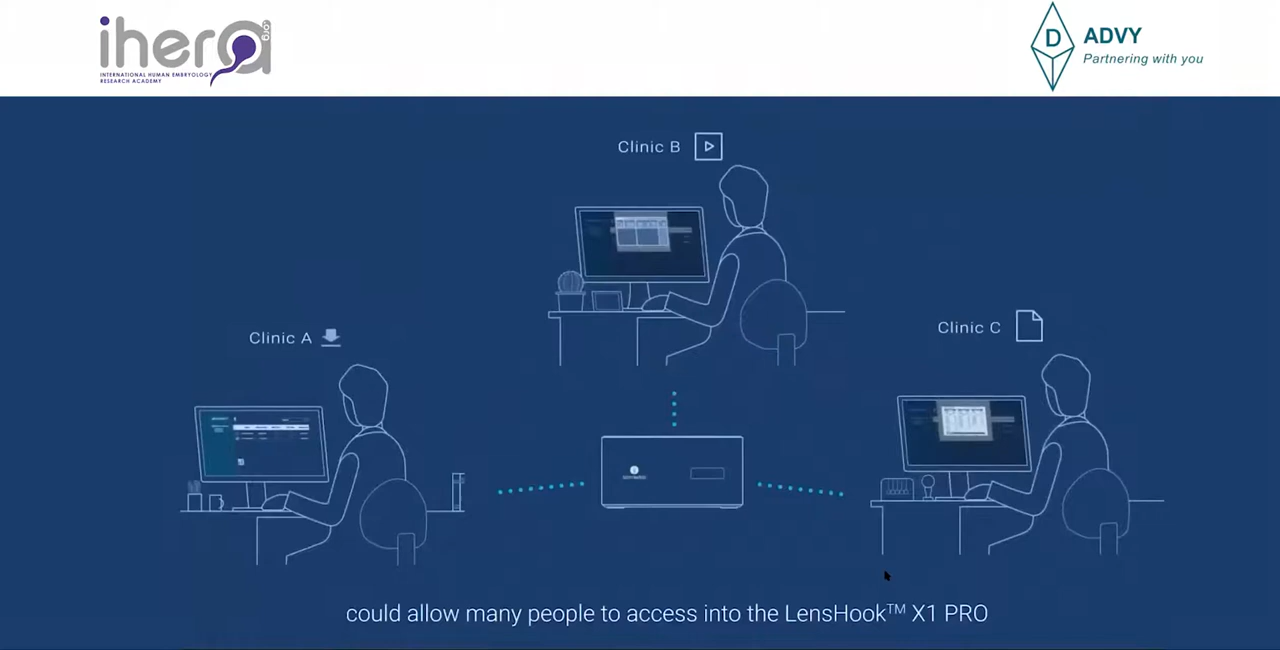 ihera.org
INTERNATIONAL HUMAN EMBRYOLOGY
RESEARCH ACADEMY
D ADVY
Partnering with you
Clinic B
Clinic A
Clinic C
could allow many people to access into the LensHook™ X1 PRO